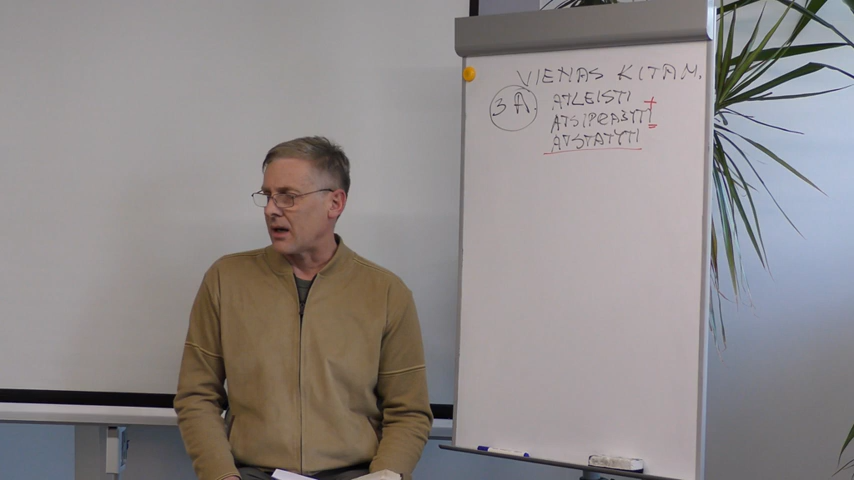 VIENAS KITAM.
3A ATLEISTI
ATSIPRAŠYTI
ATSTATYTI